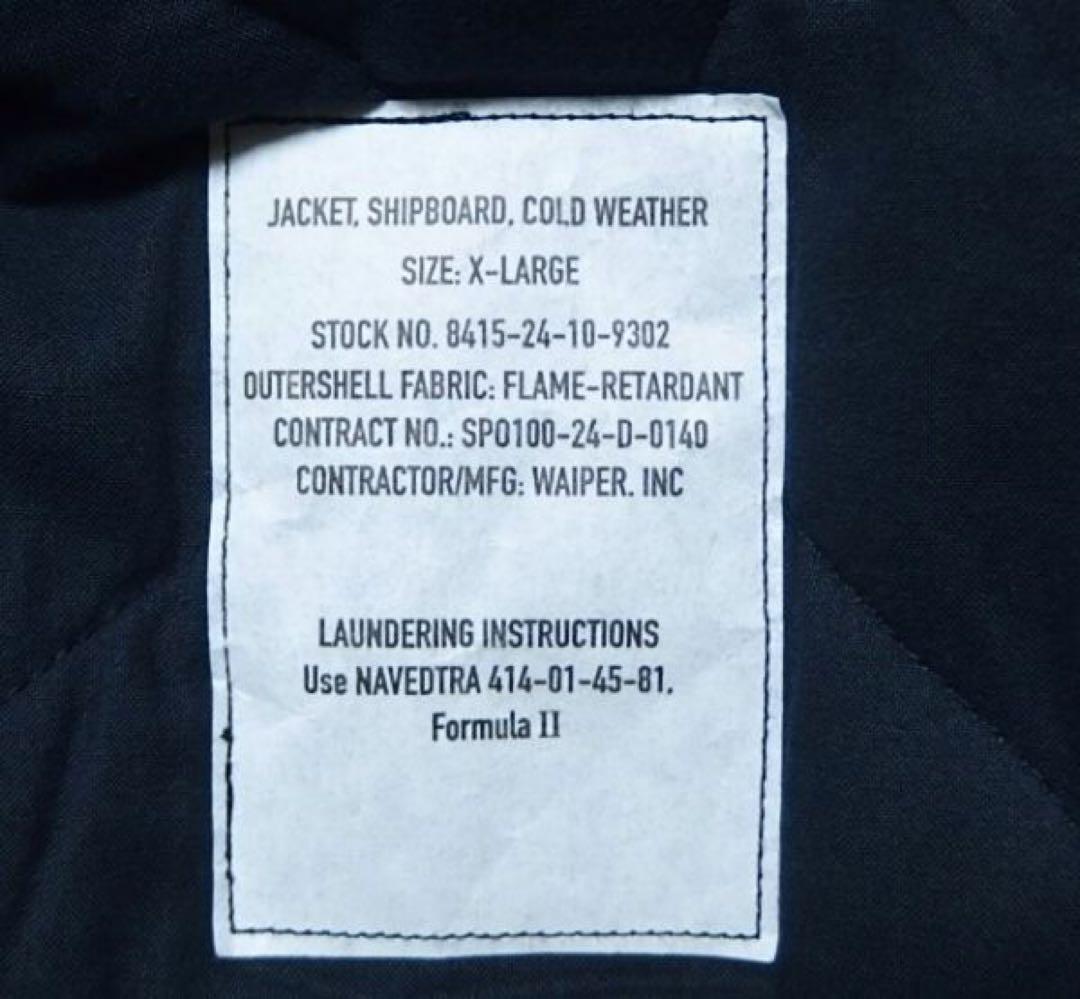 JACKET, SHIPBOARD, COLD WEATHER
SIZE: X-LARGE
STOCK NO. 8415-24-10-9302
OUTERSHELL FABRIC: FLAME-RETARDANT
CONTRACT NO.: SPO100-24-D-0140
CONTRACTOR/MFG: WAIPER. INC
LAUNDERING INSTRUCTIONS
Use NAVEDTRA 414-01-45-81.
Formula II